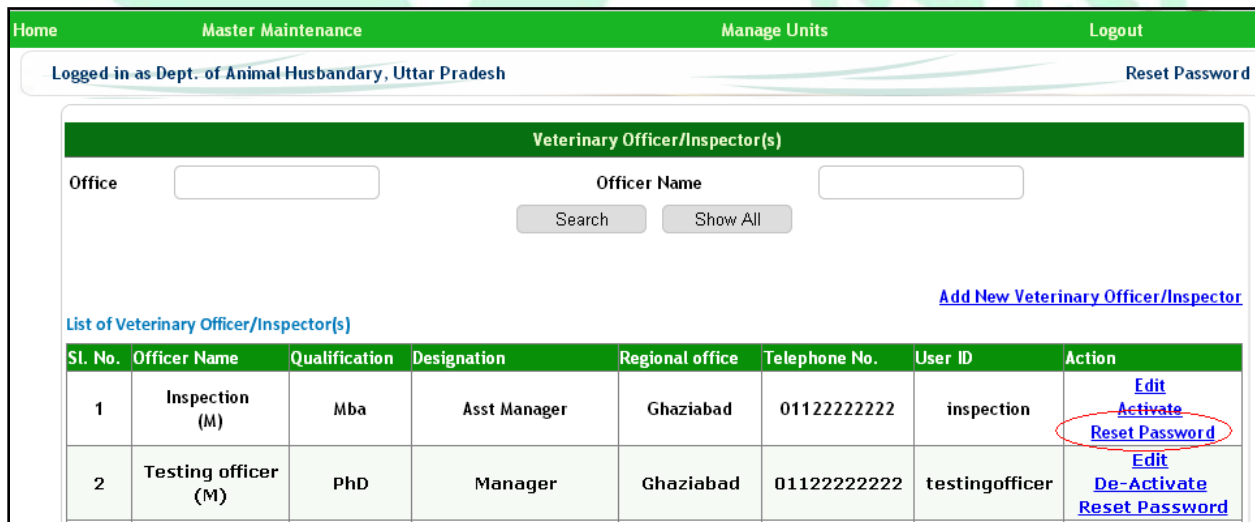 Home Master Maintenance Manage Units Logout
Logged in as Dept. of Animal Husbandary, Uttar Pradesh Reset Password
Veterinary Officer/Inspector(s)
Office Officer Name
Search Show All
Add New Veterinary Officer/Inspector
List of Veterinary Officer/Inspector(s)
Sl. No. Officer Name Qualification Designation Regional office Telephone No. User ID Action
1 Inspection (M) Mba Asst Manager Ghaziabad 01122222222 inspection Edit
Activate
Reset Password
2 Testing officer (M) PhD Manager Ghaziabad 01122222222 testingofficer Edit
De-Activate
Reset Password